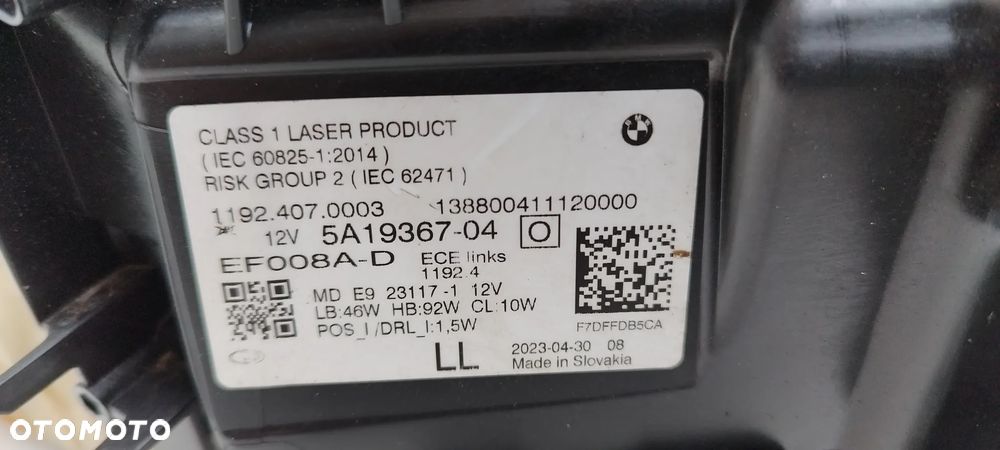 CLASS 1 LASER PRODUCT
( IEC 60825-1:2014 )
RISK GROUP 2 ( IEC 62471 )
BMW
1192.407.0003 138800411120000
12V 5A19367-04 O
EF008A-D ECE links
1192.4
MD E9 23117-1 12V
LB:46W HB:92W CL:10W
POS_I/DRL_I:1,5W
F7DFFDB5CA
LL
2023-04-30 08
Made in Slovakia
OTOMOTO